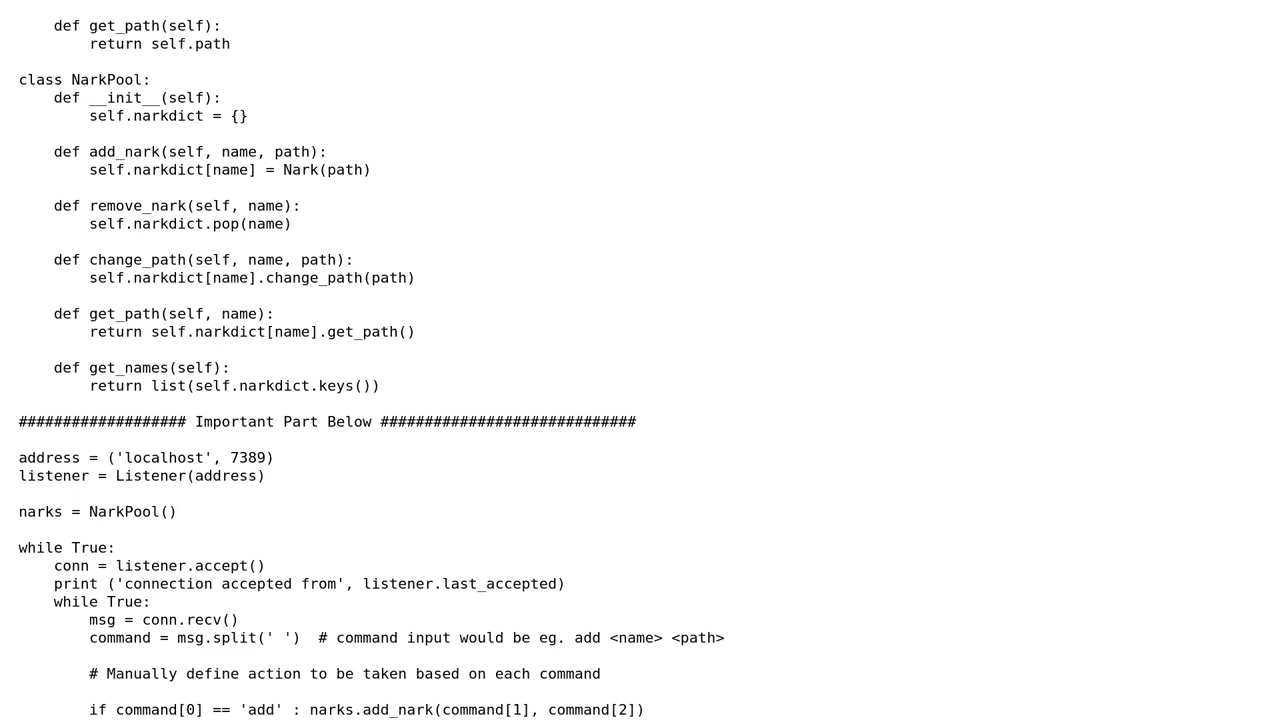 def get_path(self):
        return self.path

class NarkPool:
    def __init__(self):
        self.narkdict = {}

    def add_nark(self, name, path):
        self.narkdict[name] = Nark(path)

    def remove_nark(self, name):
        self.narkdict.pop(name)

    def change_path(self, name, path):
        self.narkdict[name].change_path(path)

    def get_path(self, name):
        return self.narkdict[name].get_path()

    def get_names(self):
        return list(self.narkdict.keys())

################### Important Part Below #############################

address = ('localhost', 7389)
listener = Listener(address)

narks = NarkPool()

while True:
    conn = listener.accept()
    print ('connection accepted from', listener.last_accepted)
    while True:
        msg = conn.recv()
        command = msg.split(' ')  # command input would be eg. add <name> <path>

        # Manually define action to be taken based on each command

        if command[0] == 'add' : narks.add_nark(command[1], command[2])